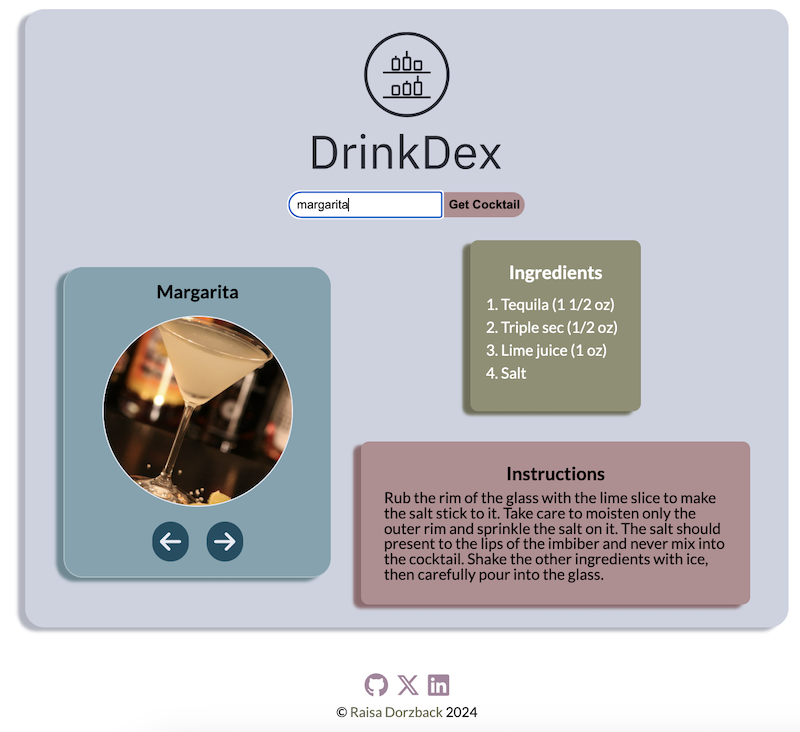 DrinkDex
margarita
Get Cocktail
Margarita
Ingredients
1. Tequila (1 1/2 oz)
2. Triple sec (1/2 oz)
3. Lime juice (1 oz)
4. Salt
Instructions
Rub the rim of the glass with the lime slice to make
the salt stick to it. Take care to moisten only the
outer rim and sprinkle the salt on it. The salt should
present to the lips of the imbiber and never mix into
the cocktail. Shake the other ingredients with ice,
then carefully pour into the glass.
© Raisa Dorzback 2024